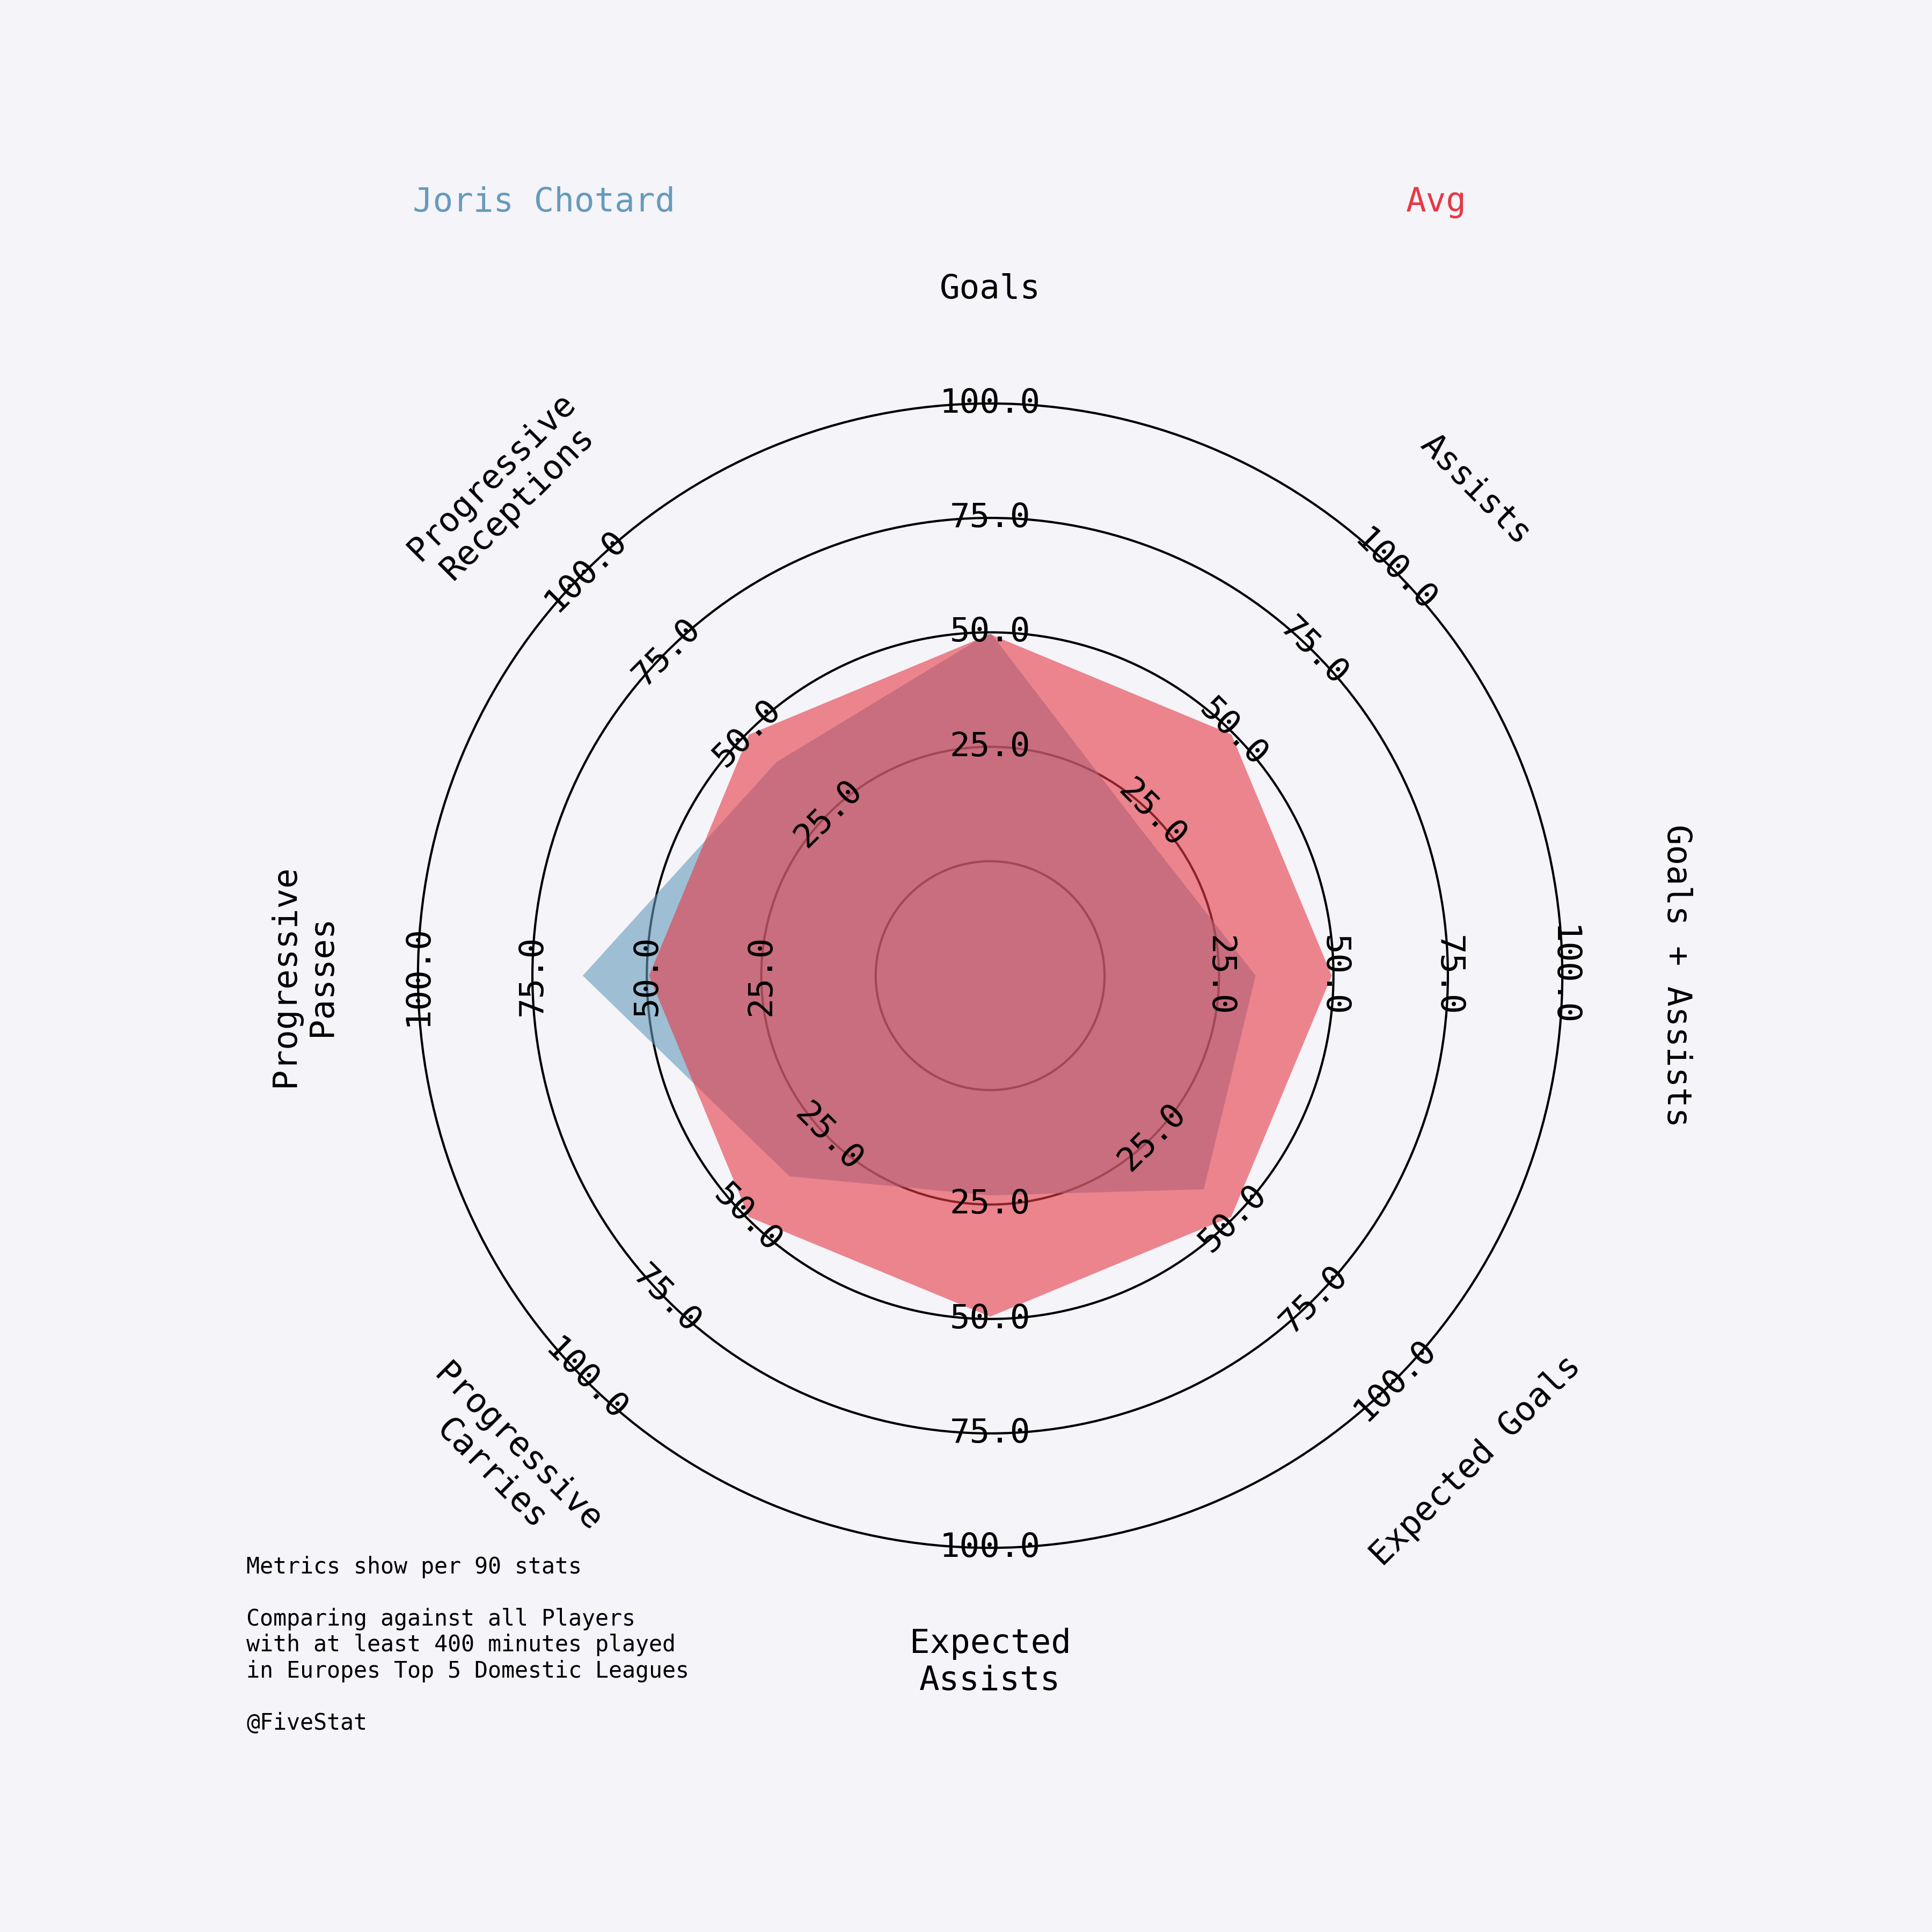 Joris Chotard
Avg
Goals
Assists
Goals + Assists
Expected Goals
Expected
Assists
Progressive
Carries
Progressive
Passes
Progressive
Receptions
25.0
50.0
75.0
100.0
25.0
50.0
75.0
100.0
25.0
50.0
75.0
100.0
25.0
50.0
75.0
100.0
25.0
50.0
75.0
100.0
25.0
50.0
75.0
100.0
25.0
50.0
75.0
100.0
25.0
50.0
75.0
100.0
Metrics show per 90 stats
Comparing against all Players
with at least 400 minutes played
in Europes Top 5 Domestic Leagues
@FiveStat